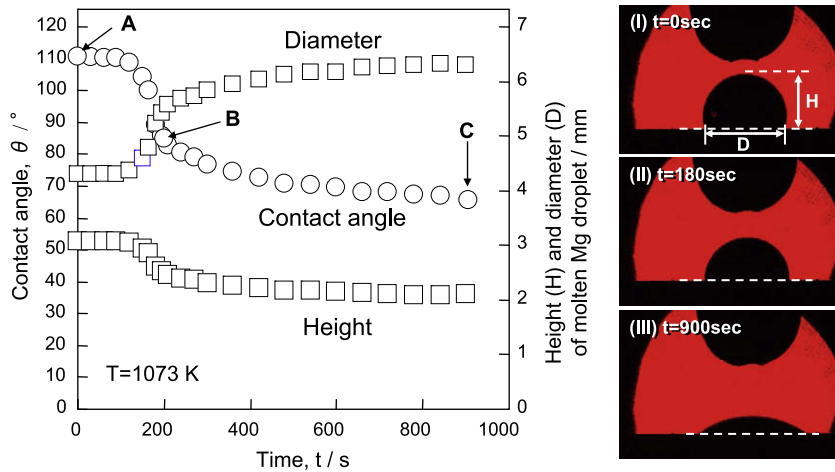 120
110
100
90
80
70
60
50
40
30
20
10
0
Contact angle, θ / °
7
6
5
4
3
2
1
0
Height (H) and diameter (D)
of molten Mg droplet / mm
0
200
400
600
800
1000
Time, t / s
A
Diameter
B
C
Contact angle
Height
T=1073 K
(I) t=0sec
H
D
(II) t=180sec
(III) t=900sec